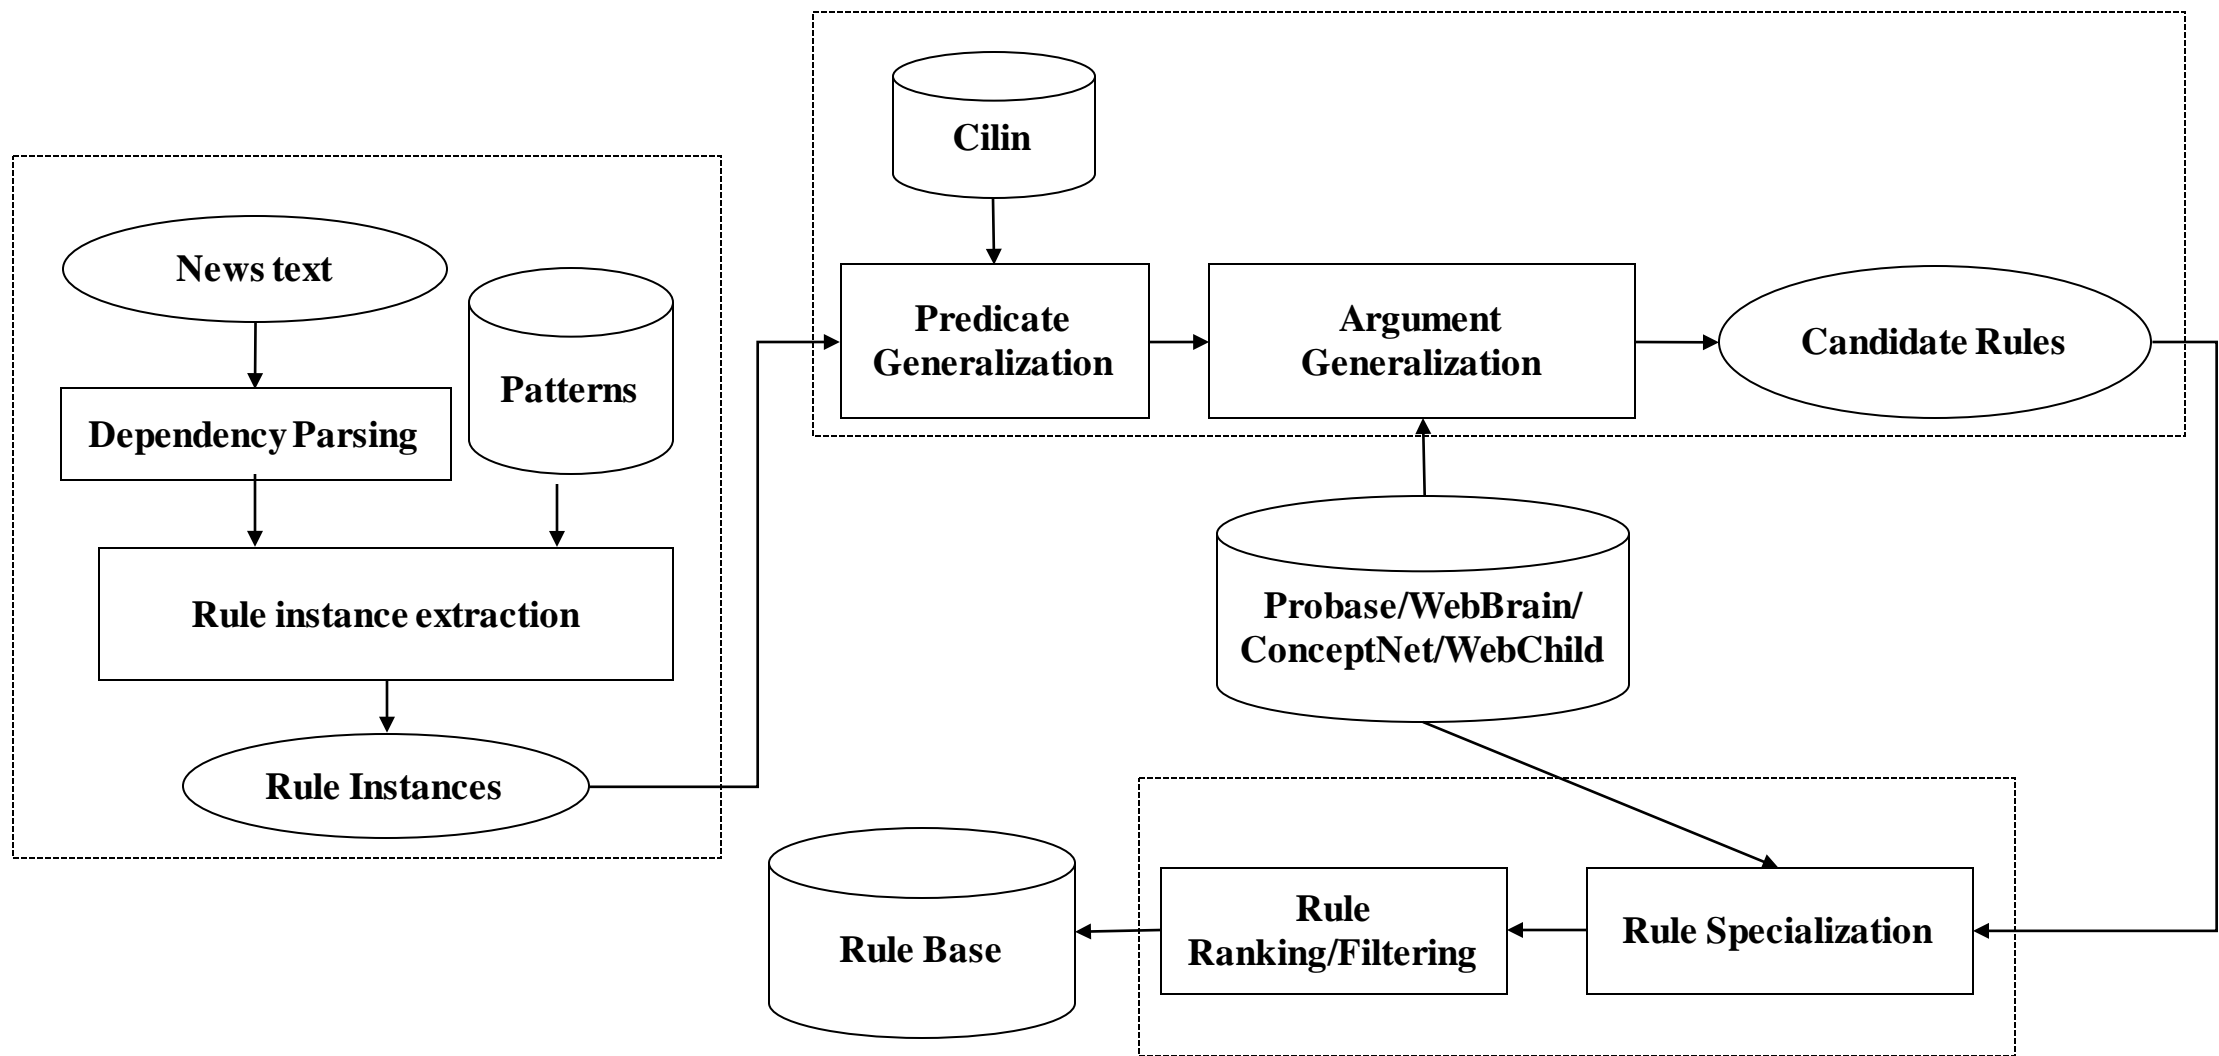 News text
Patterns
Dependency Parsing
Rule instance extraction
Rule Instances
Cilin
Predicate
Generalization
Argument
Generalization
Candidate Rules
Probase/WebBrain/
ConceptNet/WebChild
Rule Specialization
Rule
Ranking/Filtering
Rule Base